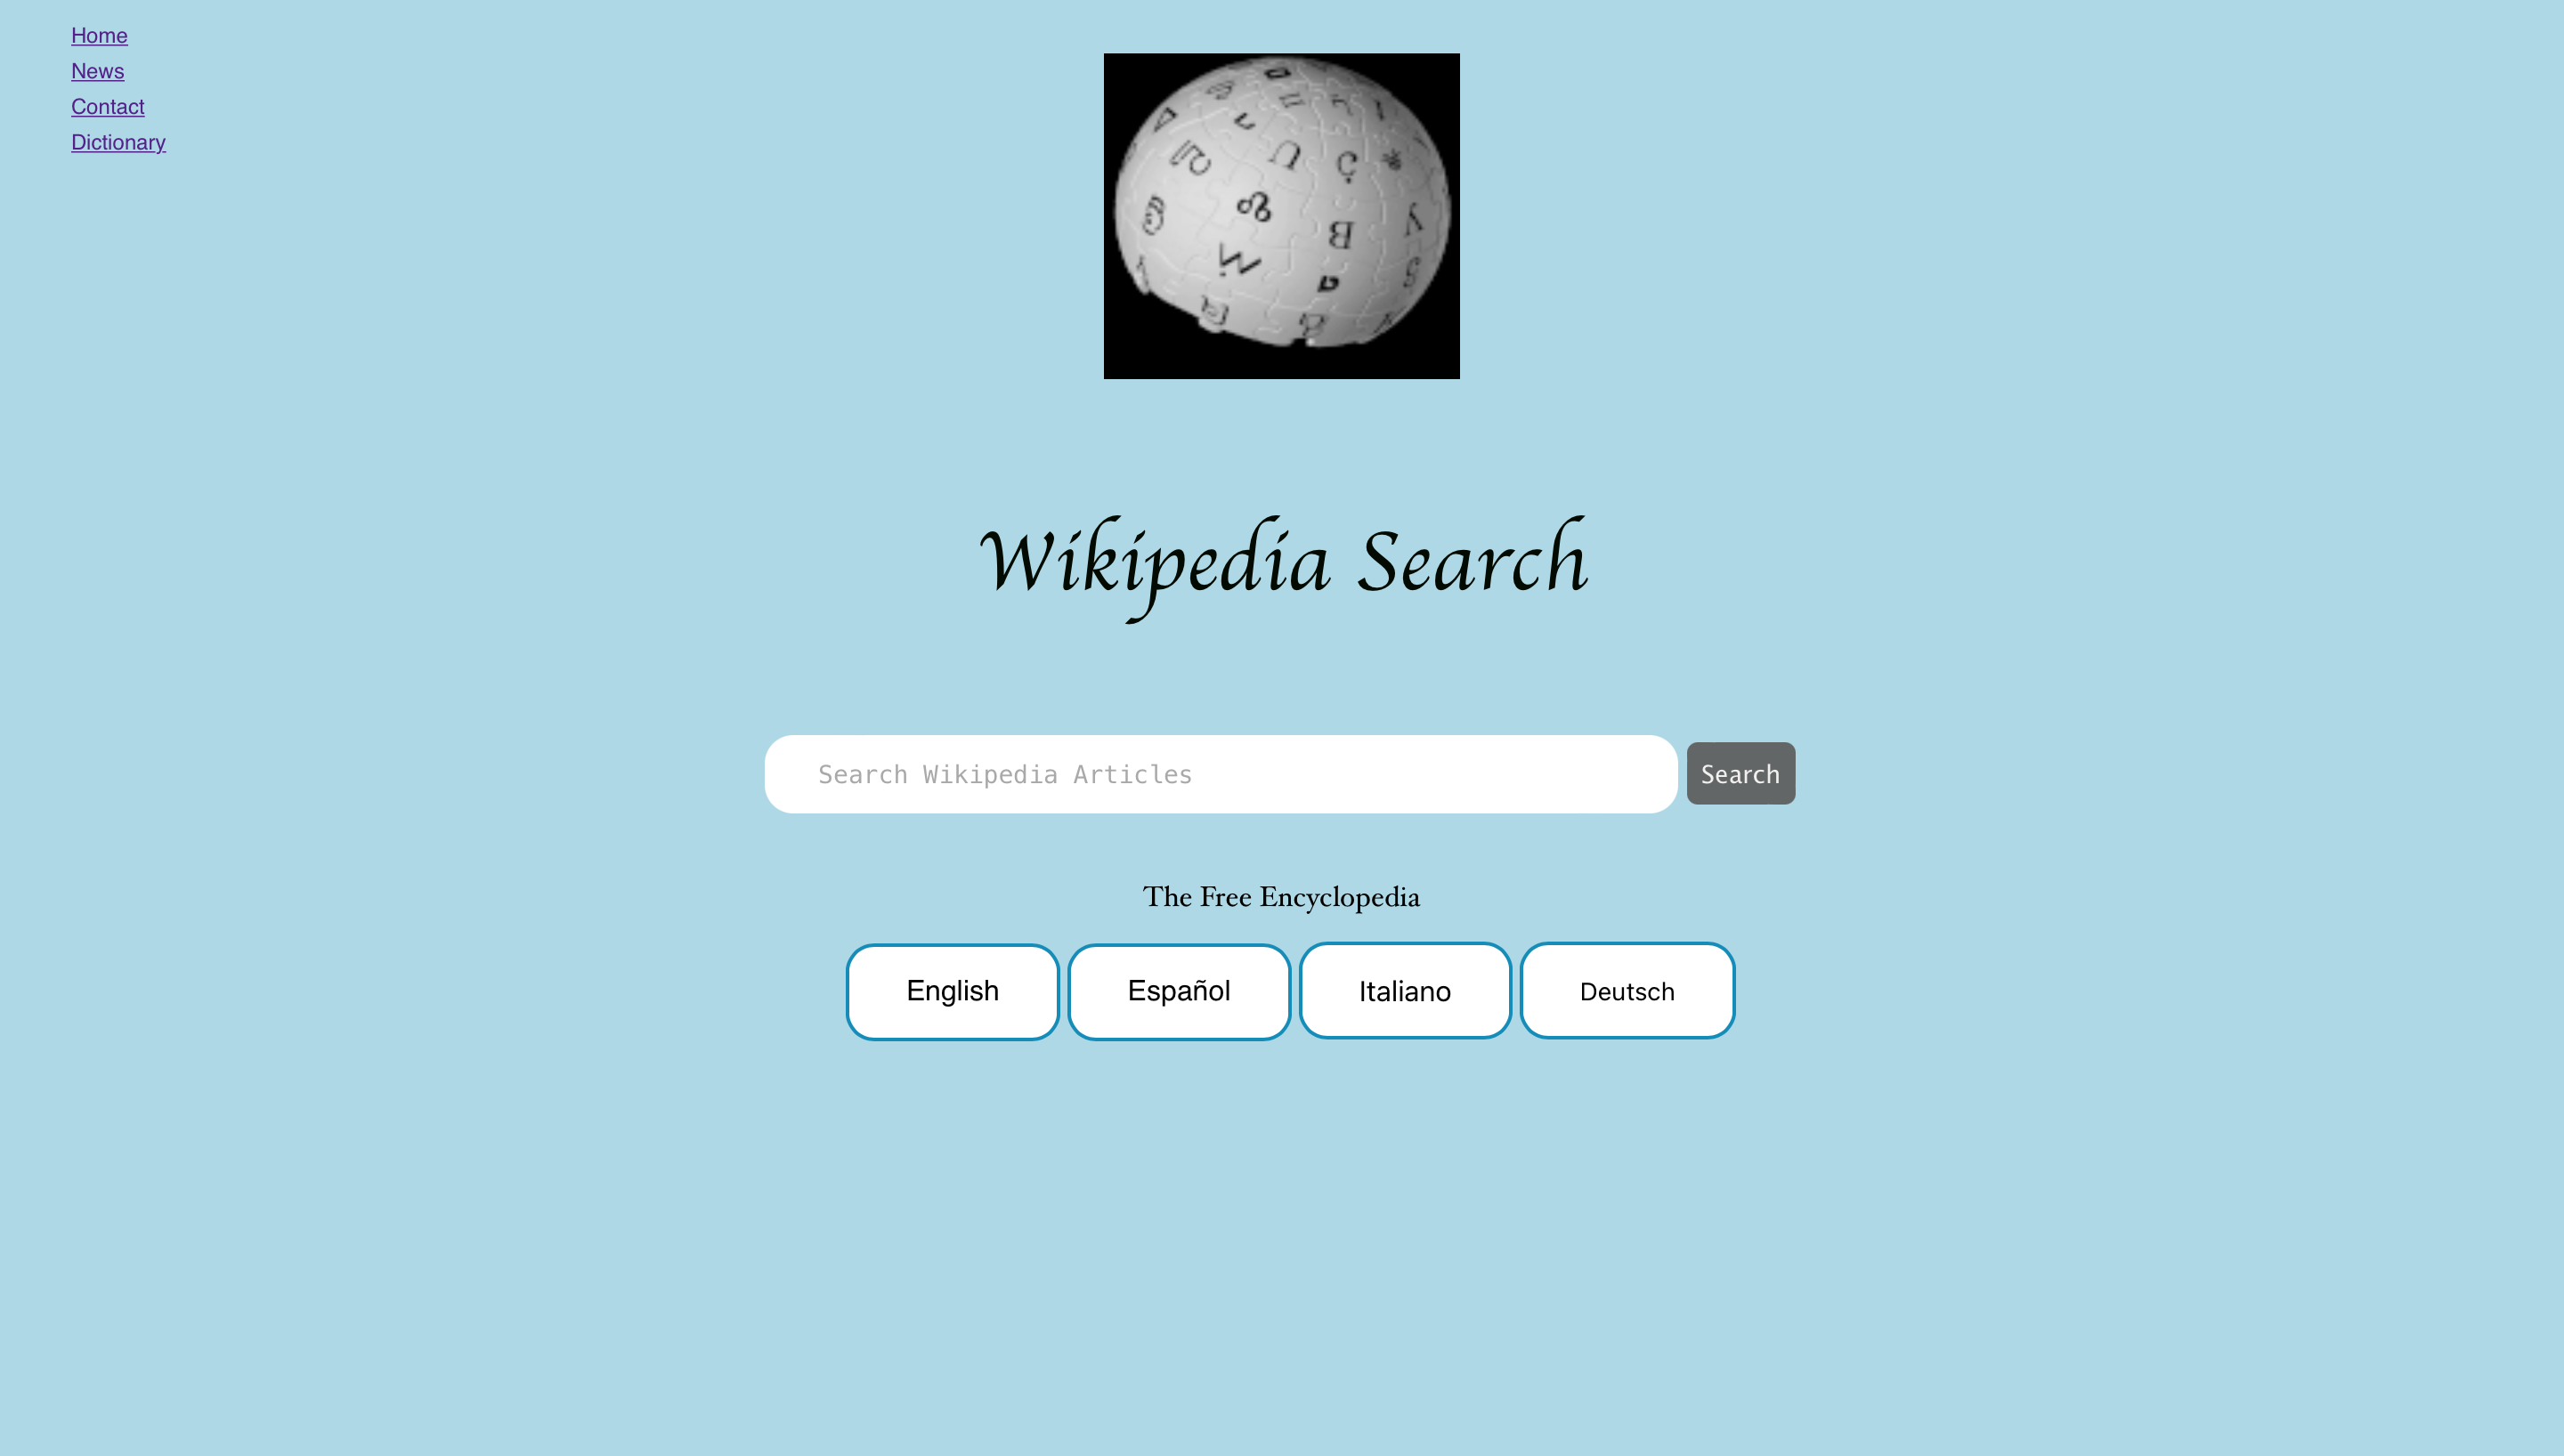 Home
News
Contact
Dictionary
Wikipedia Search
Search Wikipedia Articles
Search
The Free Encyclopedia
English
Español
Italiano
Deutsch